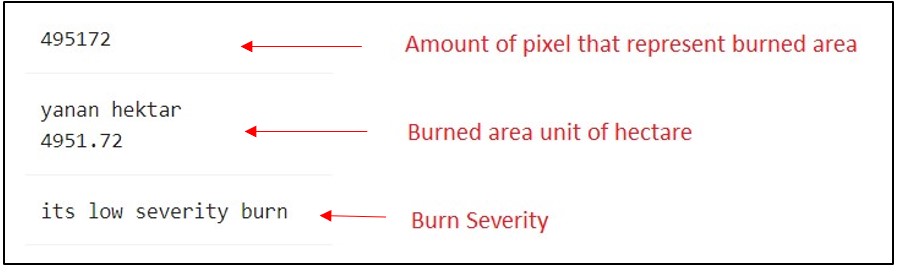 495172
Amount of pixel that represent burned area
yanan hektar
4951.72
Burned area unit of hectare
its low severity burn
Burn Severity